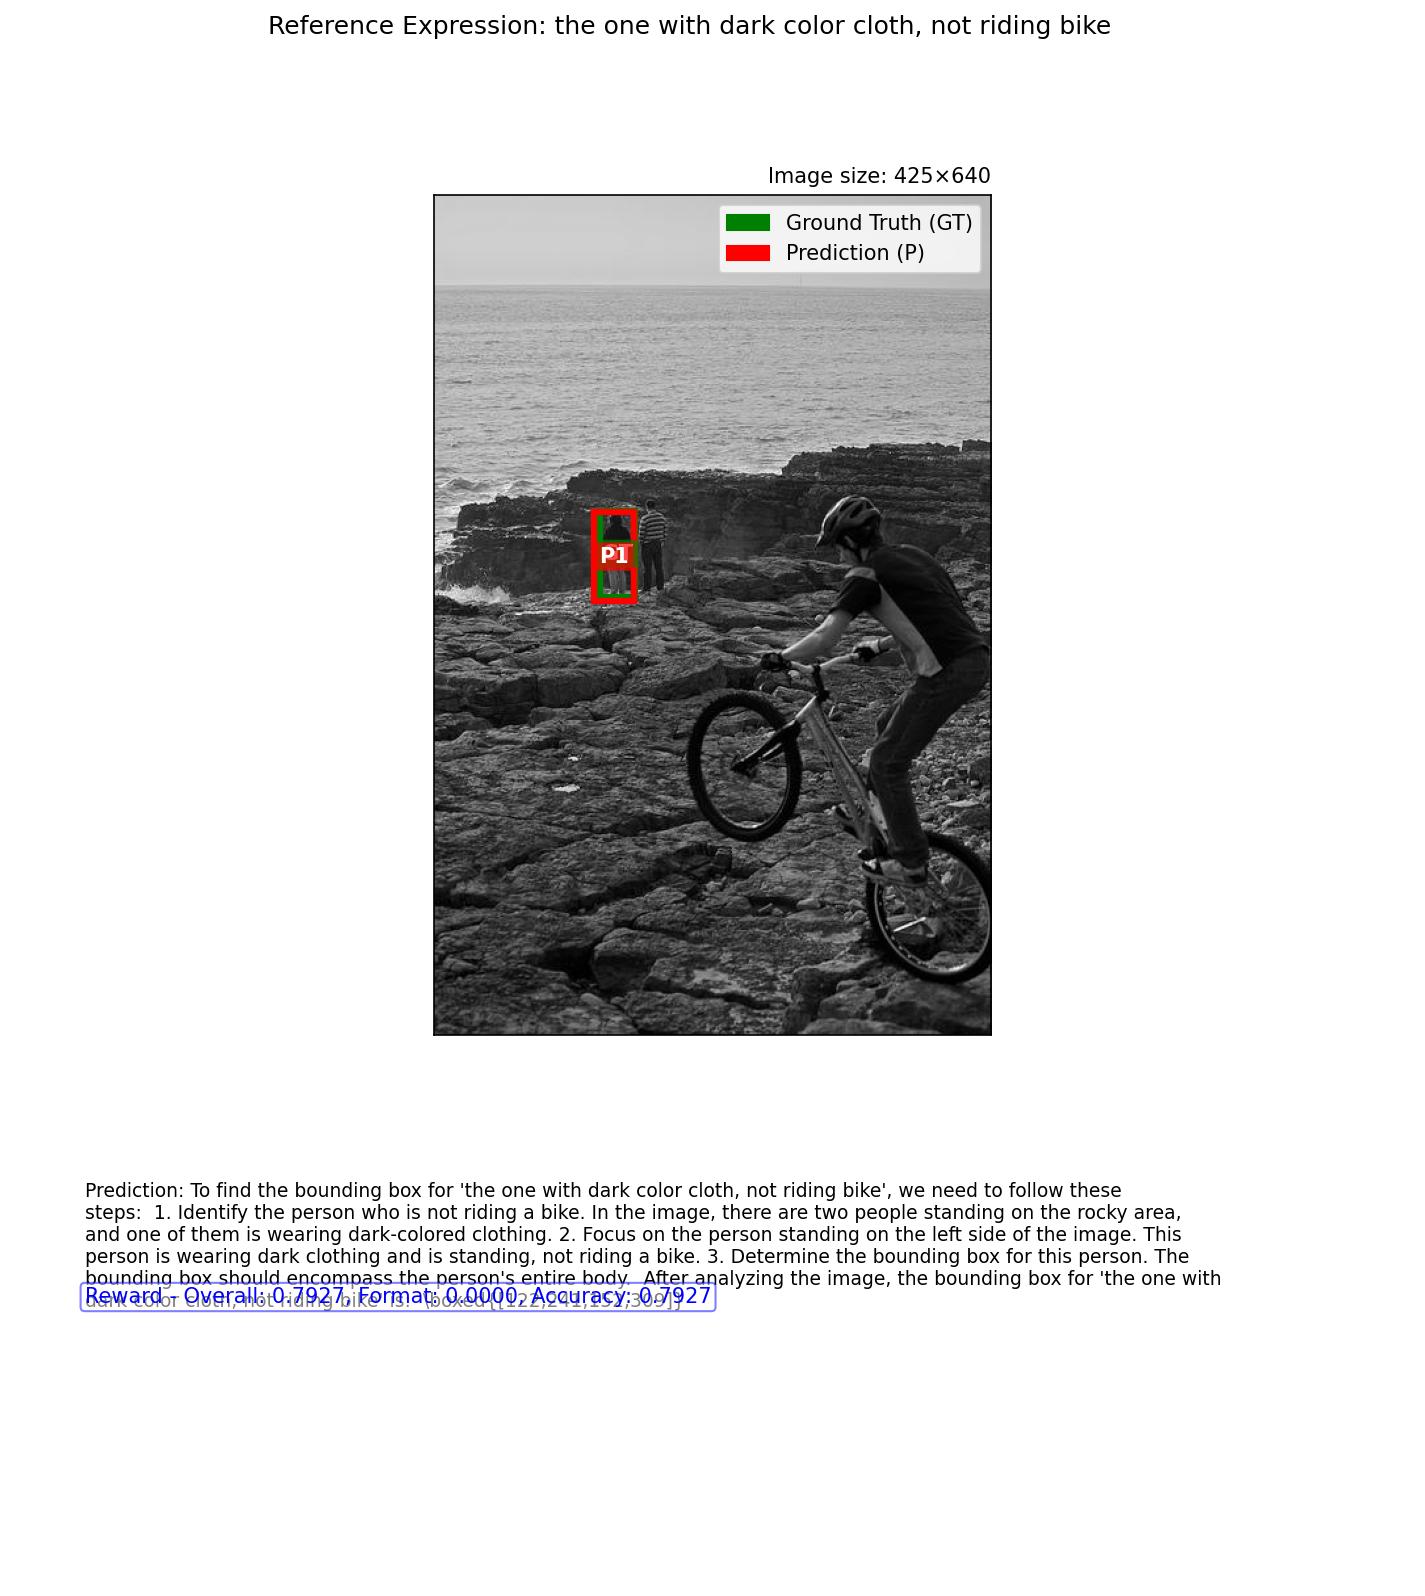 Reference Expression: the one with dark color cloth, not riding bike
Image size: 425×640
Ground Truth (GT)
Prediction (P)
P1
Prediction: To find the bounding box for 'the one with dark color cloth, not riding bike', we need to follow these
steps:  1. Identify the person who is not riding a bike. In the image, there are two people standing on the rocky area,
and one of them is wearing dark-colored clothing. 2. Focus on the person standing on the left side of the image. This
person is wearing dark clothing and is standing, not riding a bike. 3. Determine the bounding box for this person. The
bounding box should encompass the person's entire body.  After analyzing the image, the bounding box for 'the one with
dark color cloth, not riding bike' is:
Reward - Overall: 0.7927, Format: 0.0000, Accuracy: 0.7927